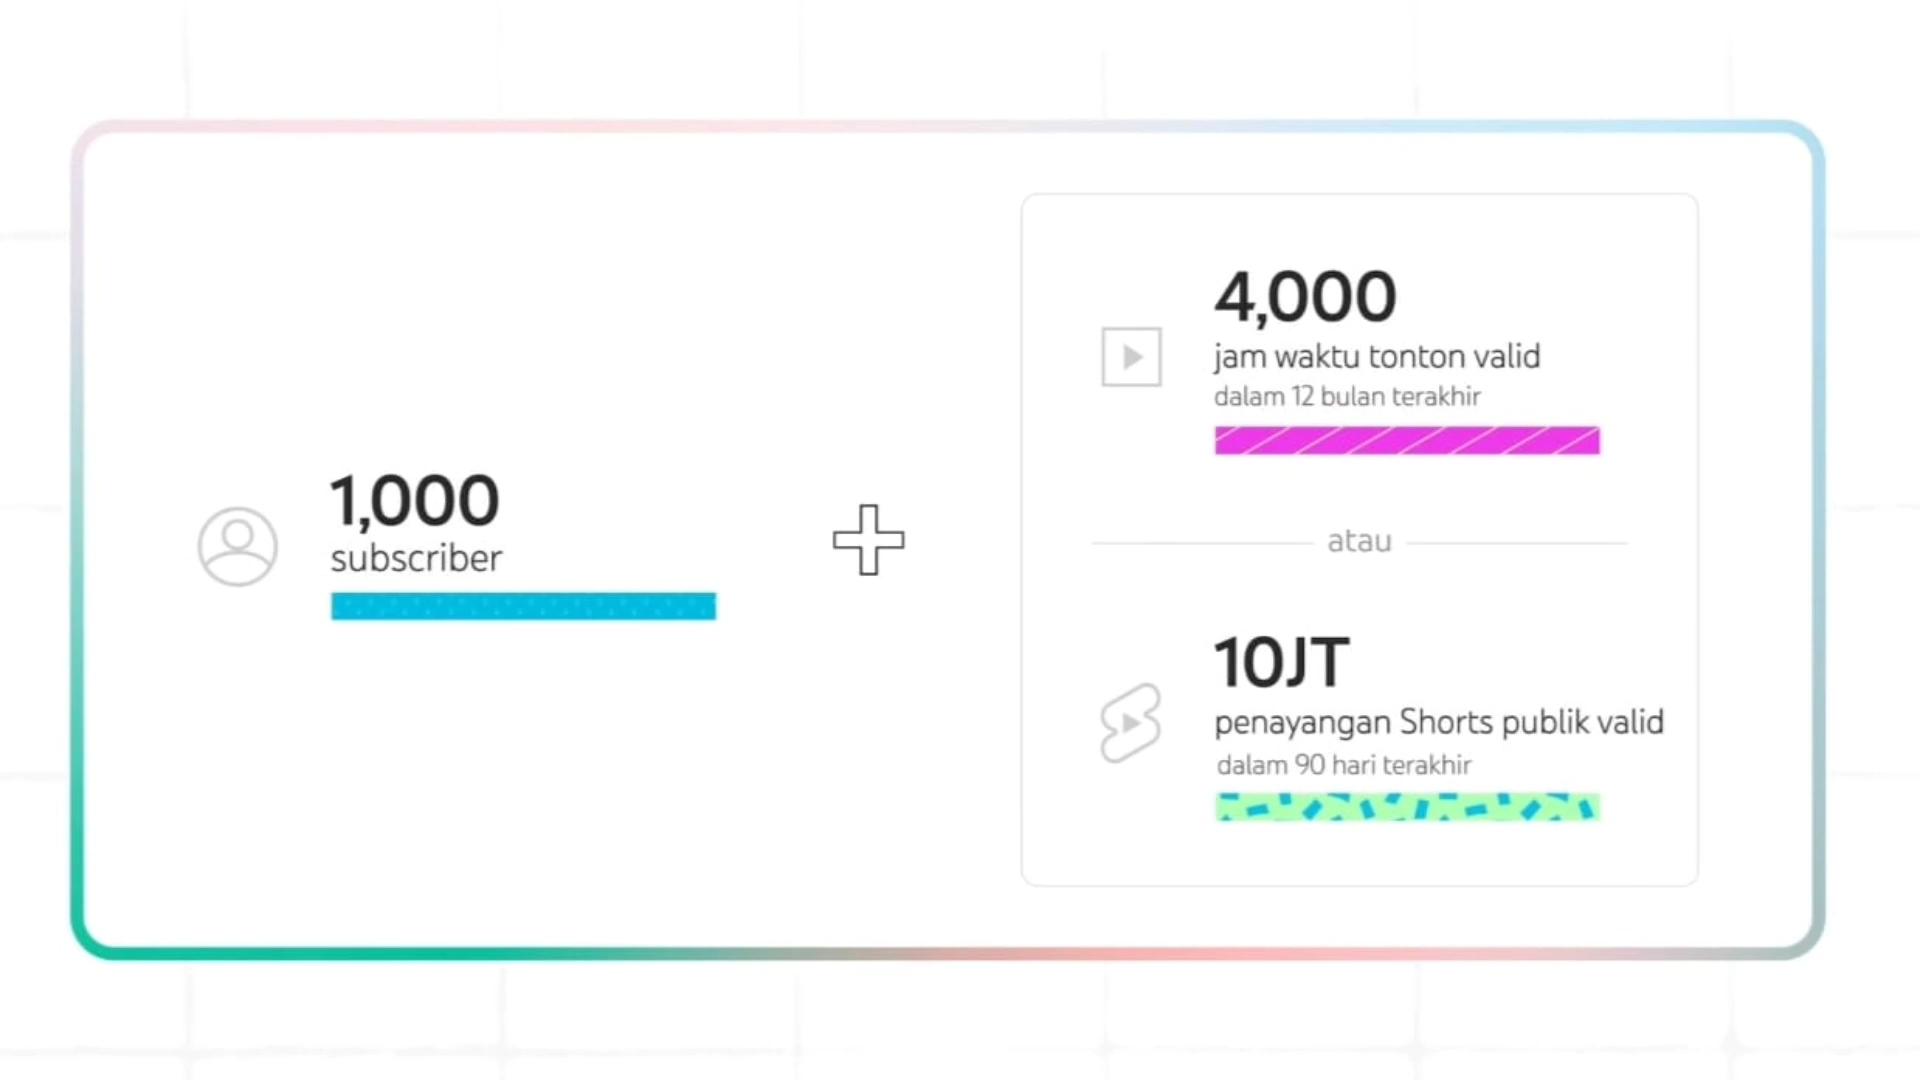 1,000
subscriber
4,000
jam waktu tonton valid
dalam 12 bulan terakhir
atau
10JT
penayangan Shorts publik valid
dalam 90 hari terakhir